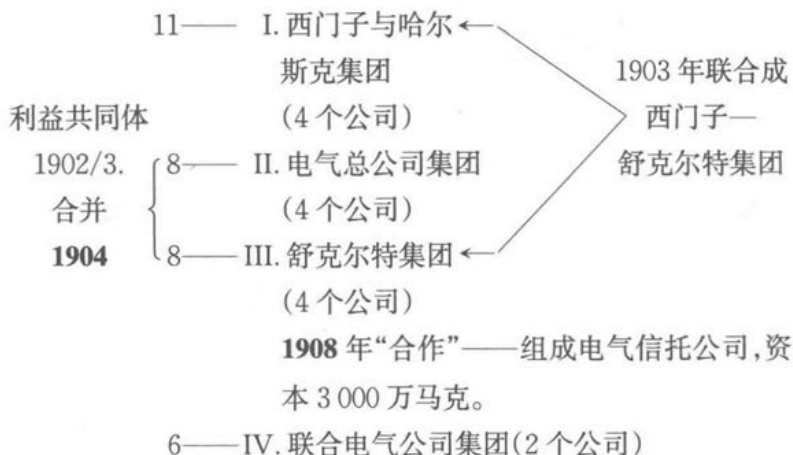 11—— I. 西门子与哈尔
斯克集团
1903 年联合成
利益共同体
(4 个公司)
西门子—
1902/3.
8—— II. 电气总公司集团
舒克尔特集团
合并
(4 个公司)
1904
8—— III. 舒克尔特集团
(4 个公司)
1908 年“合作”——组成电气信托公司,资
本 3 000 万马克。
6——IV. 联合电气公司集团(2 个公司)